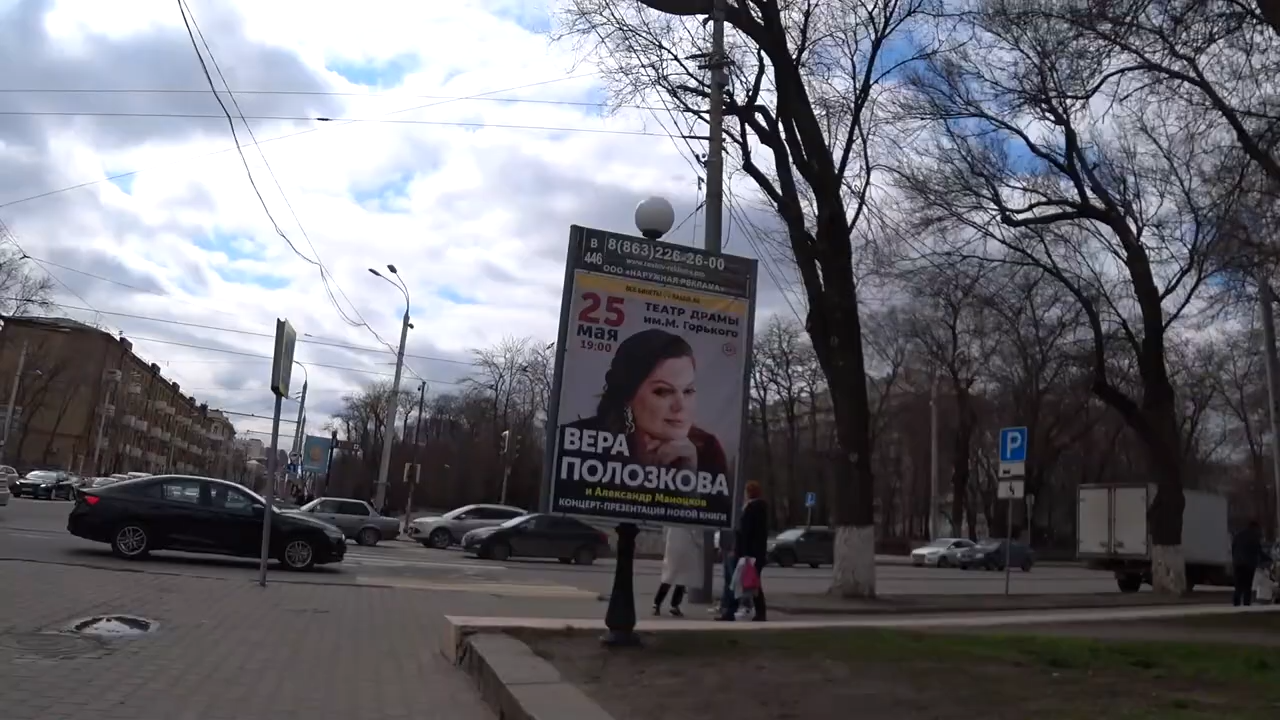 В
446
8(863)226-26-00
ООО «НАРУЖНАЯ РЕКЛАМА»
25
мая
19:00
ТЕАТР ДРАМЫ
им.М. Горького
ВЕРА
ПОЛОЗКОВА
и Александр Маноцков
КОНЦЕРТ-ПРЕЗЕНТАЦИЯ НОВОЙ КНИГИ
P